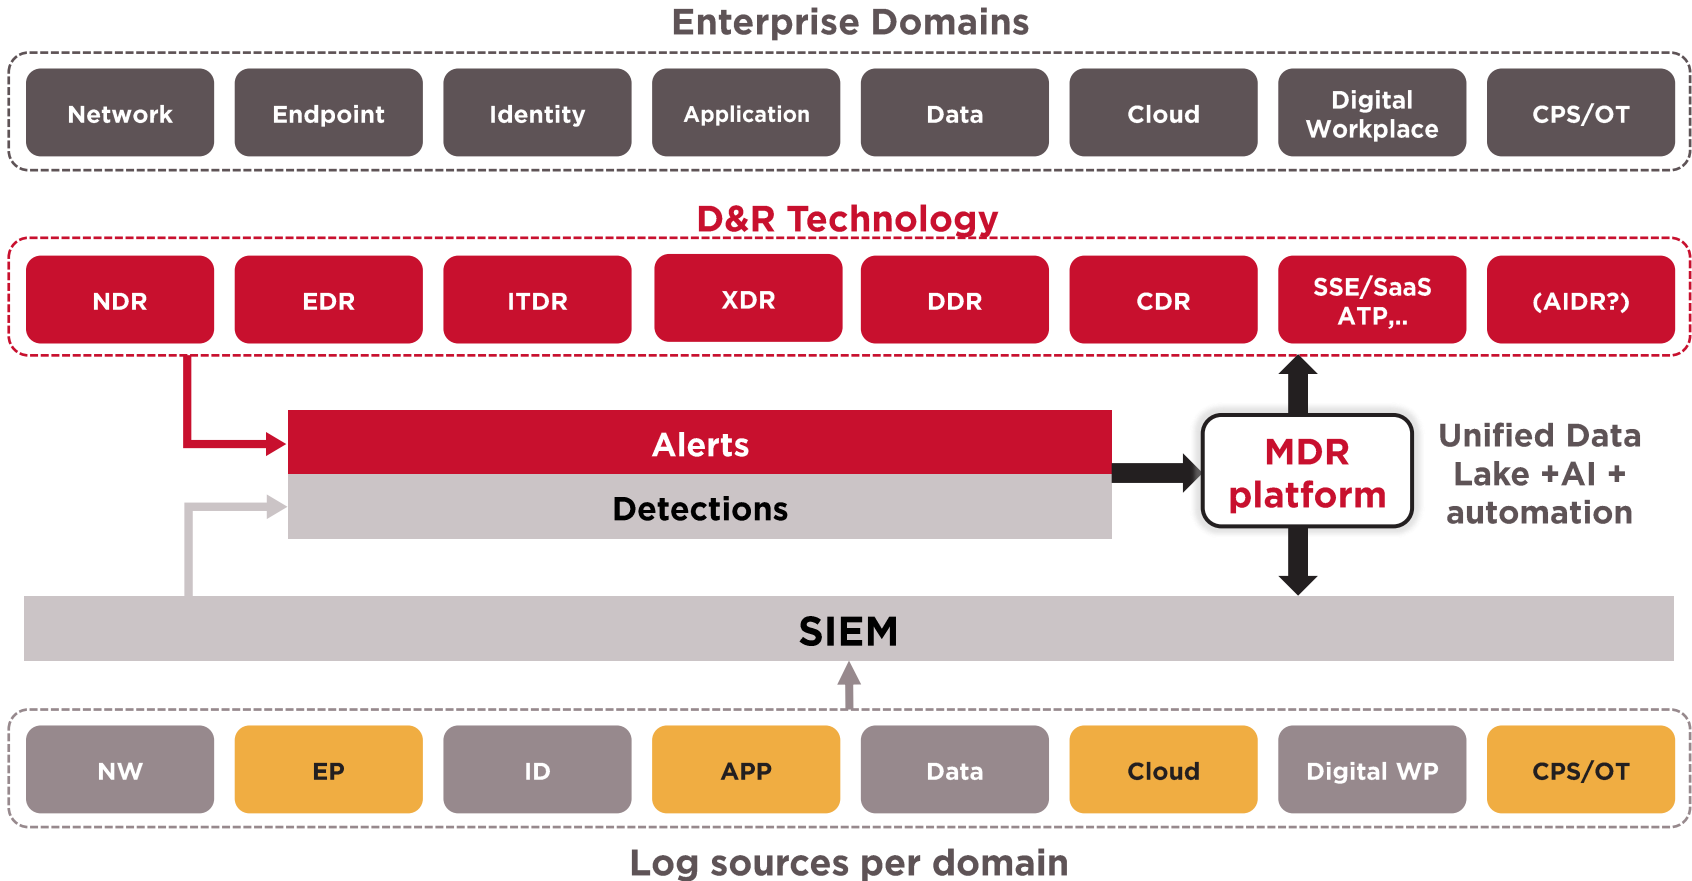 Enterprise Domains
Network
Endpoint
Identity
Application
Data
Cloud
Digital
Workplace
CPS/OT
D&R Technology
NDR
EDR
ITDR
XDR
DDR
CDR
SSE/SaaS
ATP,..
(AIDR?)
Alerts
Detections
MDR
platform
Unified Data
Lake +AI +
automation
SIEM
NW
EP
ID
APP
Data
Cloud
Digital WP
CPS/OT
Log sources per domain